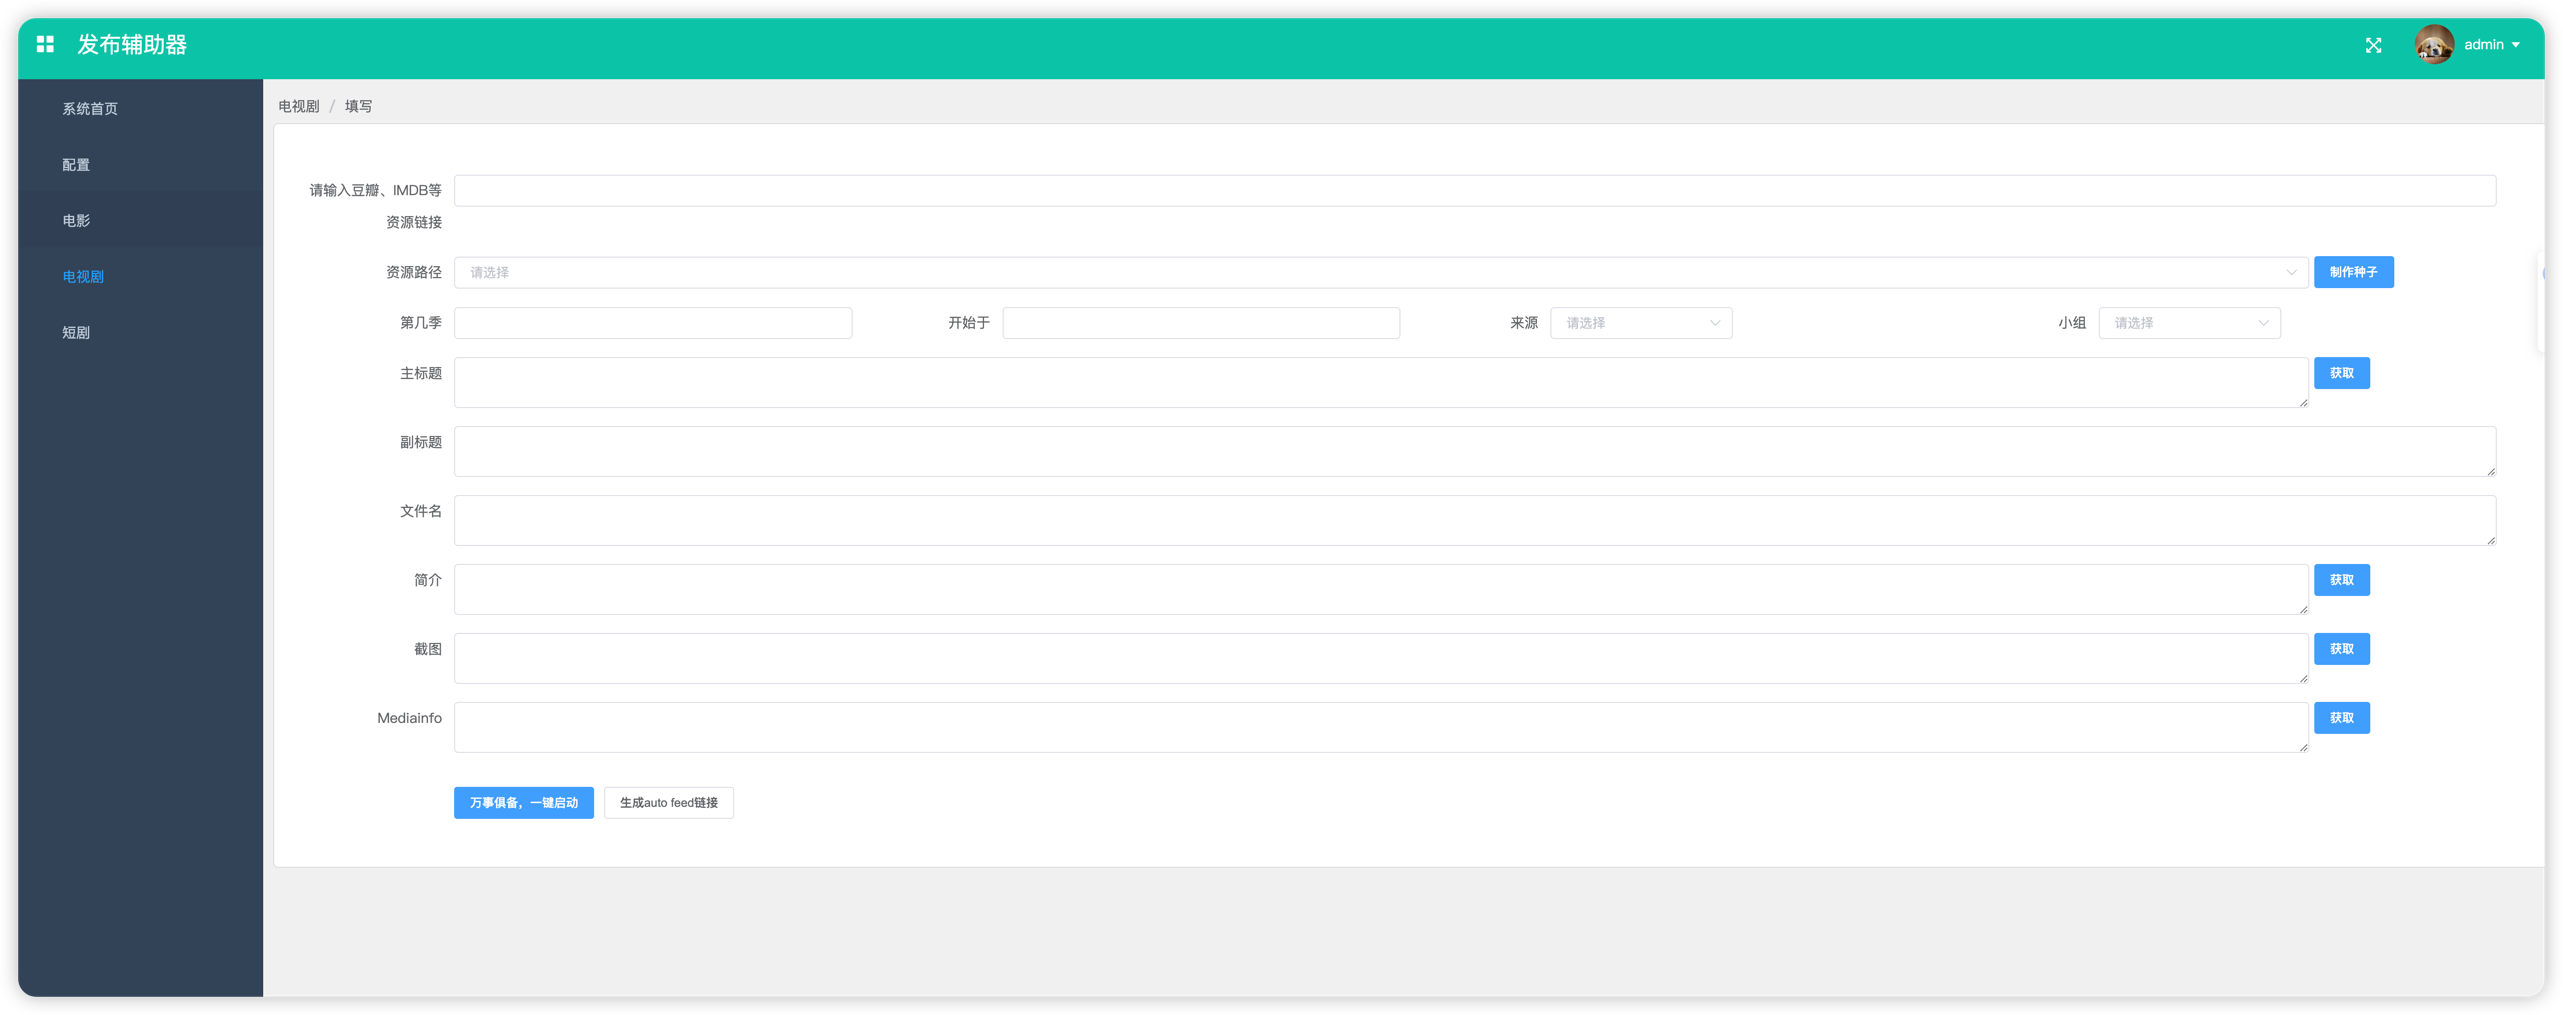 发布辅助器
admin
系统首页
配置
电影
电视剧
短剧
电视剧 / 填写
请输入豆瓣、IMDB等
资源链接
资源路径 请选择 制作种子
第几季 开始于 来源 请选择 小组 请选择
主标题 获取
副标题
文件名
简介 获取
截图 获取
Mediainfo 获取
万事俱备，一键启动 生成auto feed链接